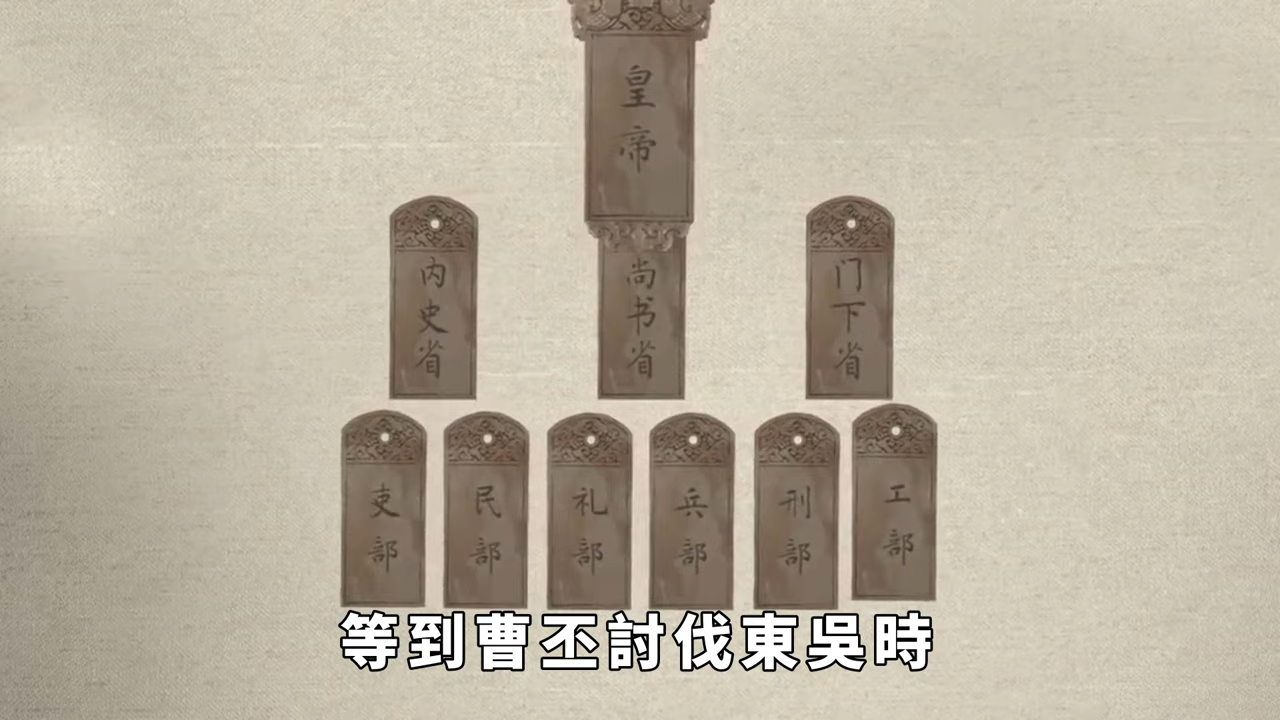 皇帝
内史省
尚书省
门下省
吏部
民部
礼部
兵部
刑部
工部
等到曹丕討伐東吳時